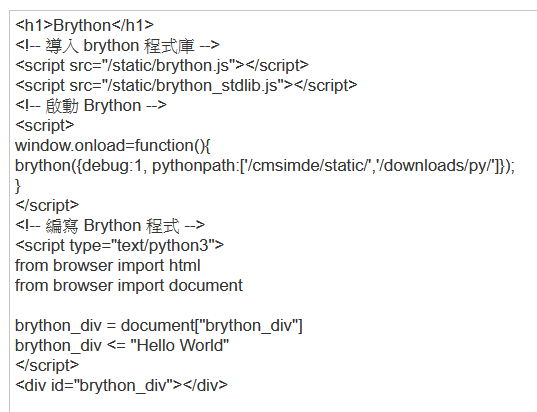 <h1>Brython</h1>
<!-- 導入 brython 程式庫 -->
<script src="/static/brython.js"></script>
<script src="/static/brython_stdlib.js"></script>
<!-- 啟動 Brython -->
<script>
window.onload=function(){
brython({debug:1, pythonpath:['/cmsimde/static/','/downloads/py/']});
}
</script>
<!-- 編寫 Brython 程式 -->
<script type="text/python3">
from browser import html
from browser import document

brython_div = document["brython_div"]
brython_div <= "Hello World"
</script>
<div id="brython_div"></div>